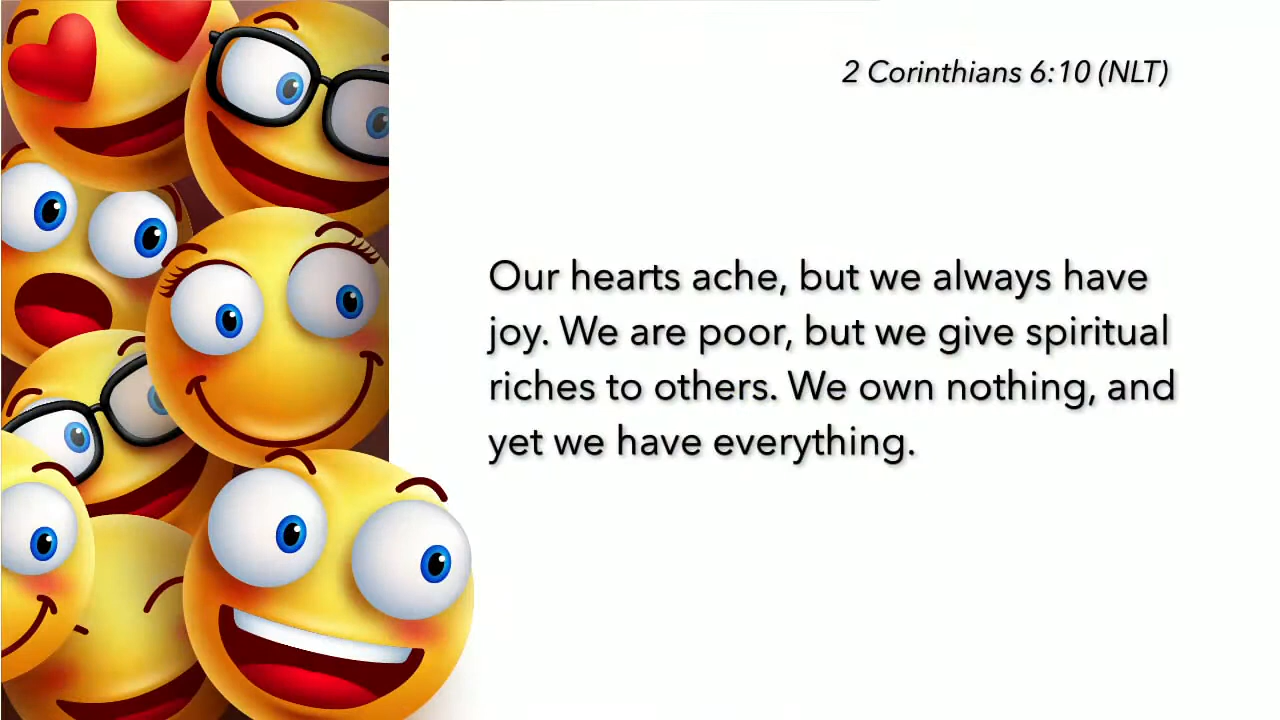 2 Corinthians 6:10 (NLT)
Our hearts ache, but we always have
joy. We are poor, but we give spiritual
riches to others. We own nothing, and
yet we have everything.